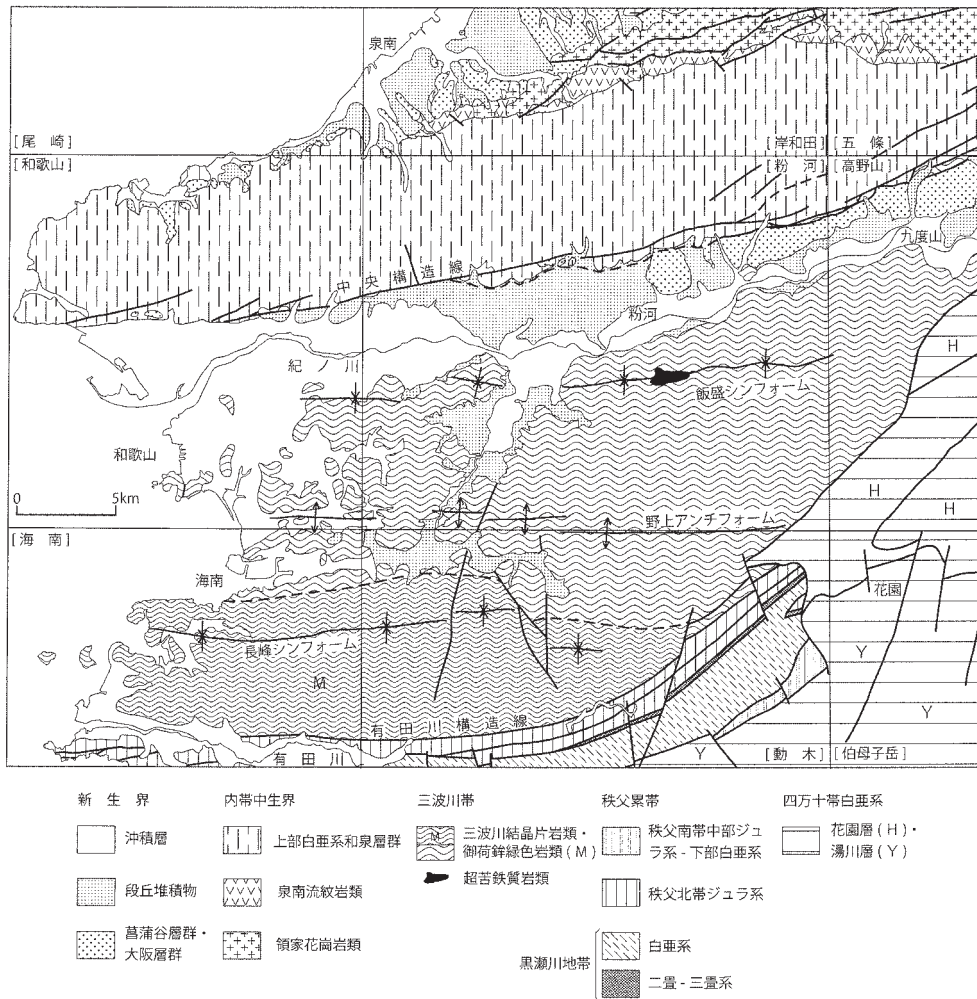 泉南
[尾崎]
[岸和田]
[五條]
[和歌山]
[粉河]
[高野山]
九度山
中央構造線
粉河
紀ノ川
飯盛シンフォーム
H
和歌山
0 5km
H
H
野上アンチフォーム
[海南]
海南
花園
長峰シンフォーム
Y
M
有田川構造線
Y
有田川
Y
[動木]
[伯母子岳]
新生界
沖積層
段丘堆積物
菖蒲谷層群・
大阪層群
内帯中生界
上部白亜系和泉層群
泉南流紋岩類
領家花崗岩類
三波川帯
M
三波川結晶片岩類・
御荷鉾緑色岩類(M)
超苦鉄質岩類
秩父累帯
秩父南帯中部ジュ
ラ系-下部白亜系
秩父北帯ジュラ系
黒瀬川地帯
白亜系
二畳-三畳系
四万十帯白亜系
花園層(H)・
湯川層(Y)